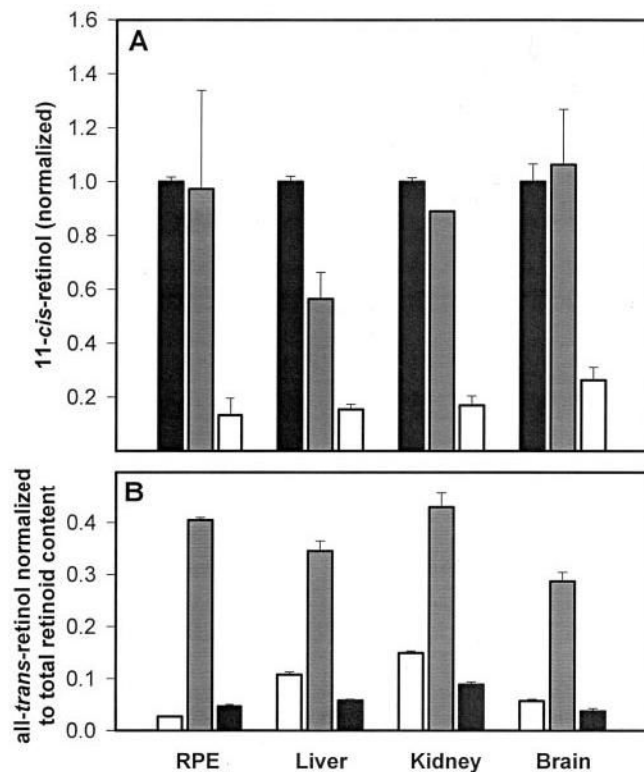 A
1.6
1.4
1.2
1.0
0.8
0.6
0.4
0.2
11-cis-retinol (normalized)
B
0.4
0.3
0.2
0.1
0.0
all-trans-retinol normalized
to total retinoid content
RPE Liver Kidney Brain